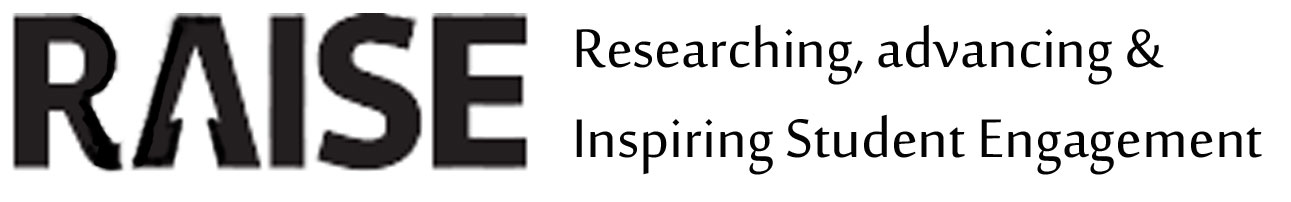 RAISE
Researching, advancing &
Inspiring Student Engagement